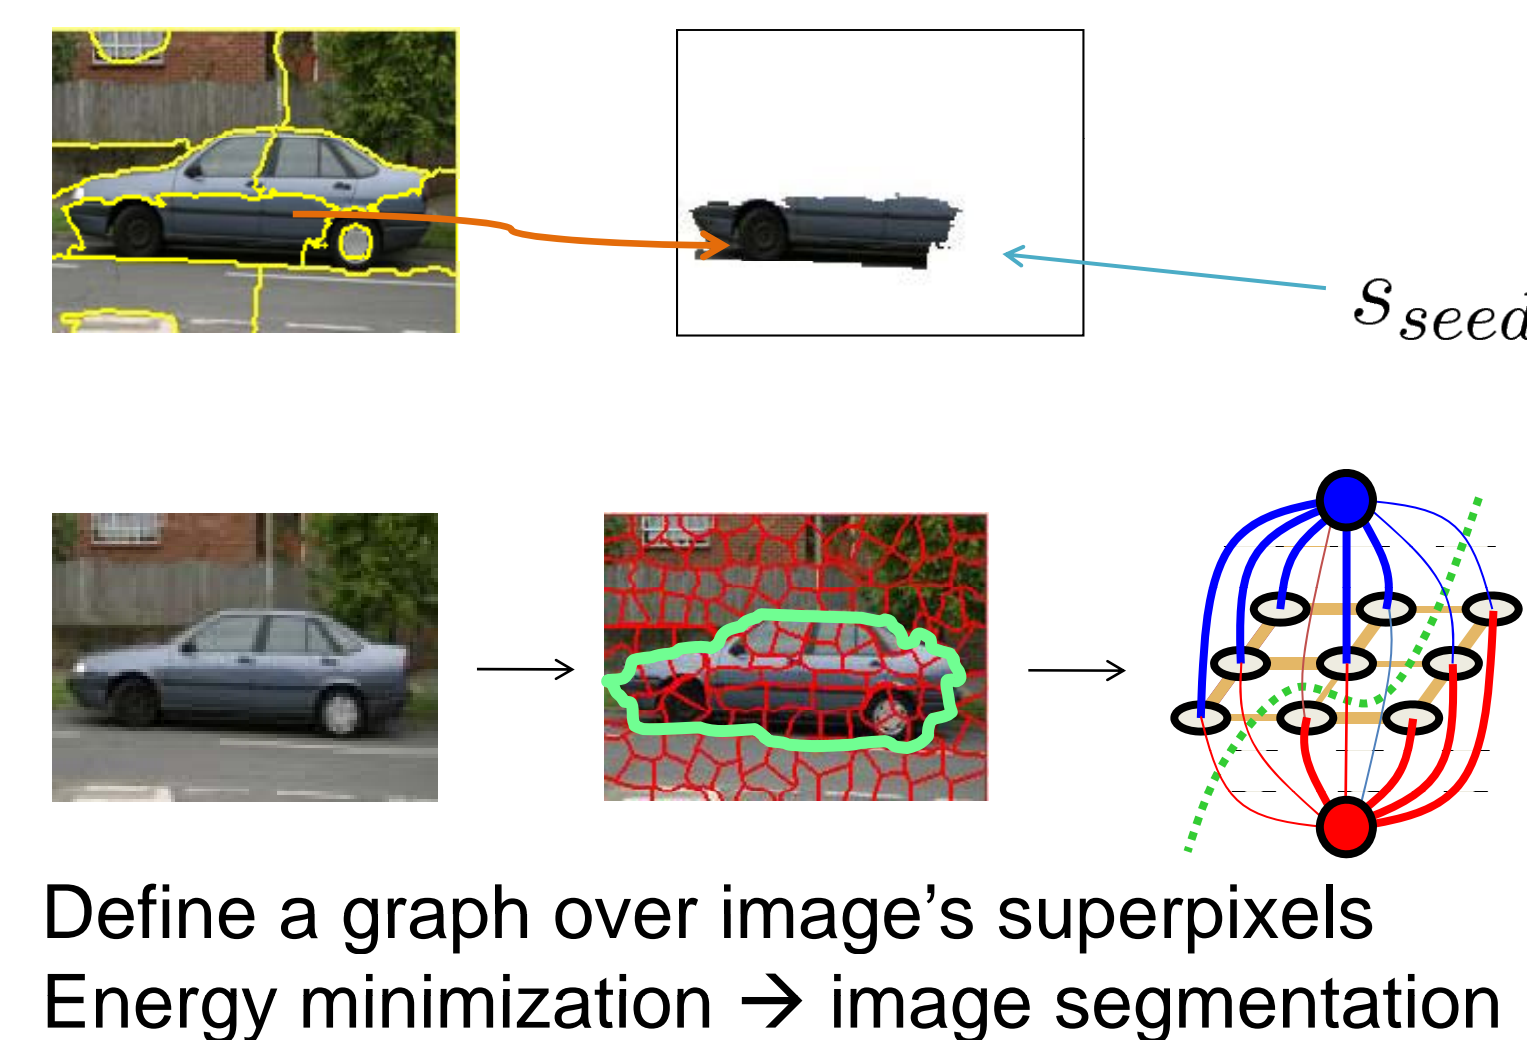 s_seed
Define a graph over image’s superpixels
Energy minimization → image segmentation